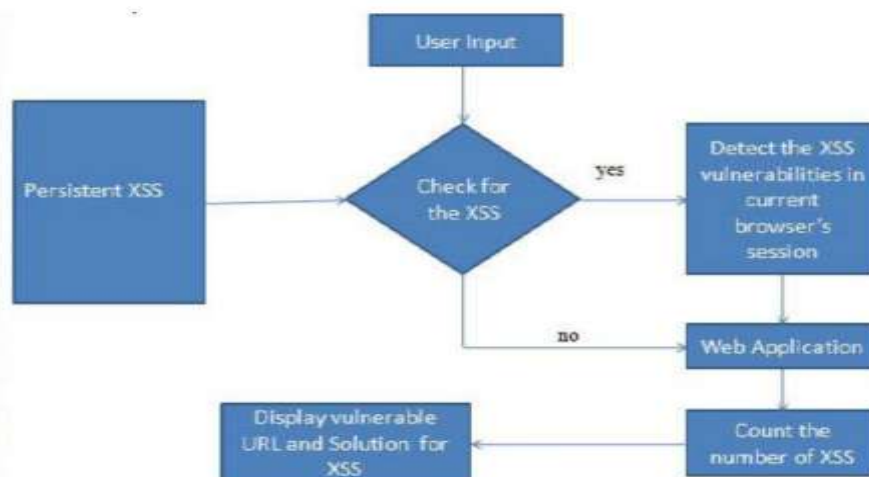 User Input
Persistent XSS
Check for
the XSS
yes
Detect the XSS
vulnerabilities in
current
browser's
session
no
Web Application
Count the
number of XSS
Display vulnerable
URL and Solution for
XSS